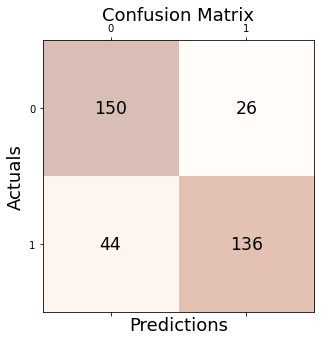 Confusion Matrix
0 1
0 150 26
Actuals
1 44 136
Predictions